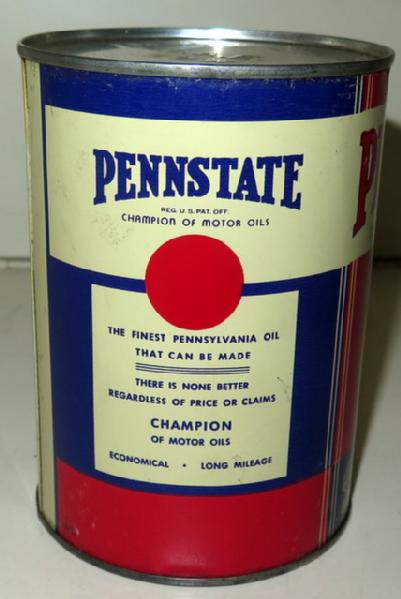 PENNSTATE
REG. U.S. PAT. OFF.
CHAMPION OF MOTOR OILS
THE FINEST PENNSYLVANIA OIL
THAT CAN BE MADE
THERE IS NONE BETTER
REGARDLESS OF PRICE OR CLAIMS
CHAMPION
OF MOTOR OILS
ECONOMICAL • LONG MILEAGE